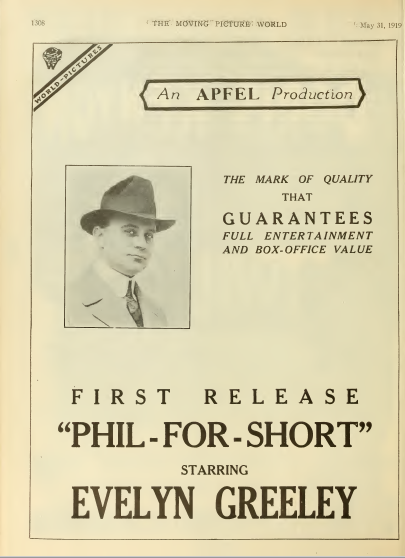 1308
THE MOVING PICTURE WORLD
May 31, 1919
WORLD-PICTURES
An APFEL Production
THE MARK OF QUALITY
THAT
GUARANTEES
FULL ENTERTAINMENT
AND BOX-OFFICE VALUE
FIRST RELEASE
“PHIL-FOR-SHORT”
STARRING
EVELYN GREELEY